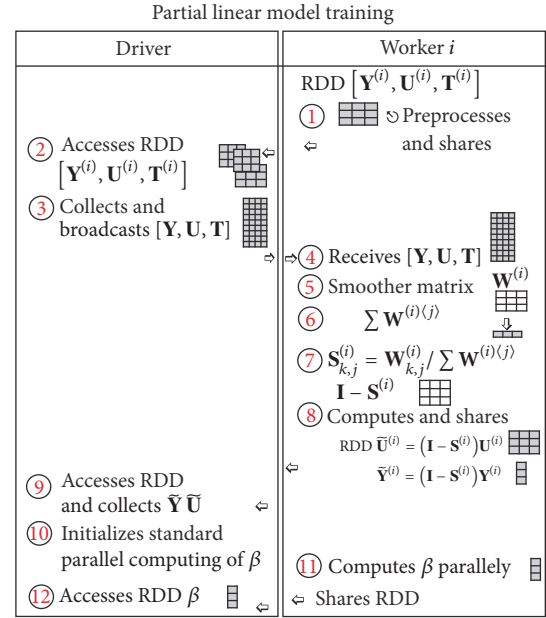 Partial linear model training
Driver
Worker i
RDD [Y^(i), U^(i), T^(i)]
1 Preprocesses
and shares
2 Accesses RDD
[Y^(i), U^(i), T^(i)]
3 Collects and
broadcasts [Y, U, T]
4 Receives [Y, U, T]
5 Smoother matrix W^(i)
6 ∑ W^(i)⟨j⟩
7 S^(i)_k,j = W^(i)_k,j / ∑ W^(i)⟨j⟩
I − S^(i)
8 Computes and shares
RDD Ũ^(i) = (I − S^(i))U^(i)
Ỹ^(i) = (I − S^(i))Y^(i)
9 Accesses RDD
and collects Ỹ Ũ
10 Initializes standard
parallel computing of β
11 Computes β parallely
12 Accesses RDD β
Shares RDD